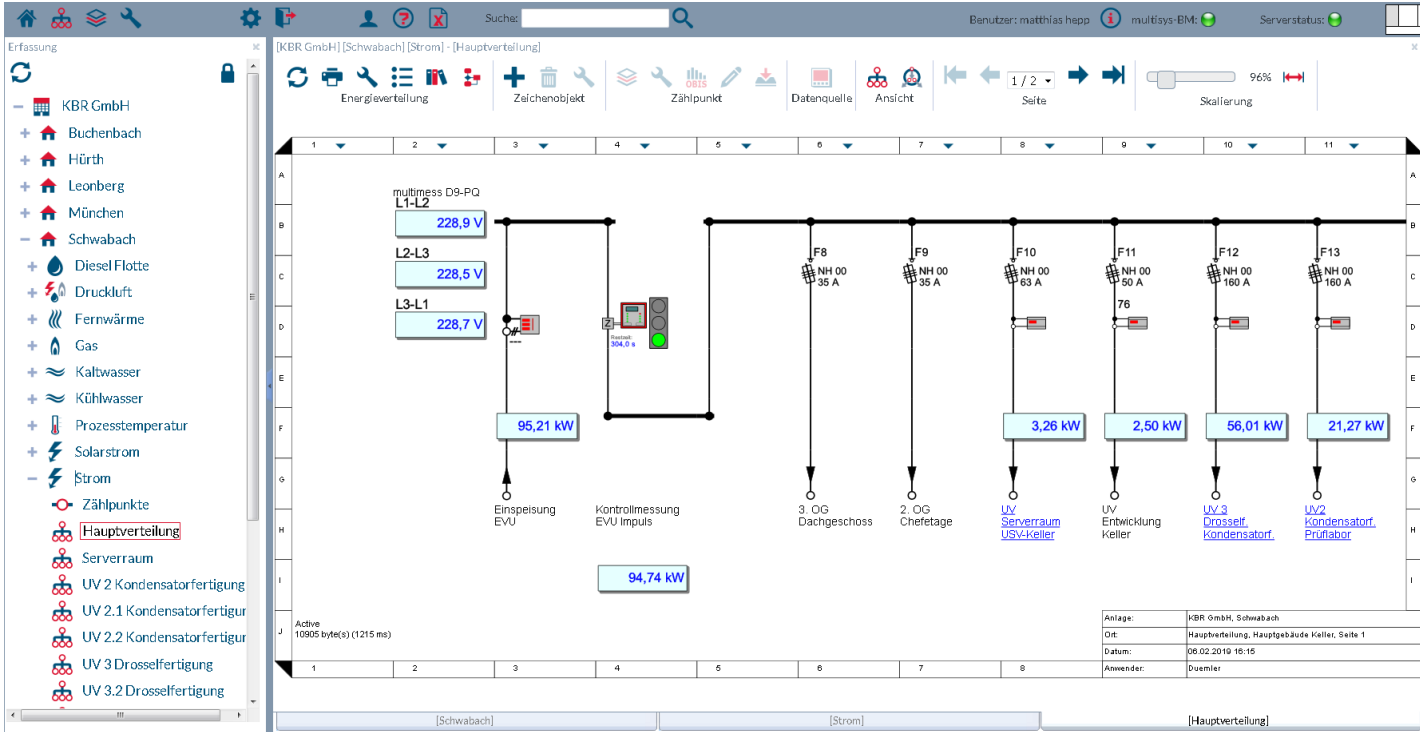 Suche:
Benutzer: matthias hepp
multisys-BM:
Serverstatus:
Erfassung
[KBR GmbH] [Schwabach] [Strom] - [Hauptverteilung]
OBIS
1 / 2
96%
Energieverteilung
Zeichenobjekt
Zählpunkt
Datenquelle
Ansicht
Seite
Skalierung
KBR GmbH
Buchenbach
Hürth
Leonberg
München
Schwabach
Diesel Flotte
Druckluft
Fernwärme
Gas
Kaltwasser
Kühlwasser
Prozesstemperatur
Solarstrom
Strom
Zählpunkte
Hauptverteilung
Serverraum
UV 2 Kondensatorfertigung
UV 2.1 Kondensatorfertigur
UV 2.2 Kondensatorfertigur
UV 3 Drosselfertigung
UV 3.2 Drosselfertigung
1 2 3 4 5 6 7 8 9 10 11
A A
B B
C C
D D
E E
F F
G G
H H
I I
J
multimess D9-PQ
L1-L2
228,9 V
L2-L3
228,5 V
L3-L1
228,7 V
---
Z
Restzeit:
304,0 s
F8
NH 00
35 A
F9
NH 00
35 A
F10
NH 00
63 A
F11
NH 00
50 A
76
F12
NH 00
160 A
F13
NH 00
160 A
95,21 kW
3,26 kW
2,50 kW
56,01 kW
21,27 kW
Einspeisung
EVU
Kontrollmessung
EVU Impuls
3. OG
Dachgeschoss
2. OG
Chefetage
UV
Serverraum
USV-Keller
UV
Entwicklung
Keller
UV 3
Drosself.
Kondensatorf.
UV2
Kondensatorf.
Prüflabor
94,74 kW
Active
10905 byte(s) (1215 ms)
Anlage: KBR GmbH, Schwabach
Ort: Hauptverteilung, Hauptgebäude Keller, Seite 1
Datum: 06.02.2019 16:15
Anwender: Duemler
1 2 3 4 5 6 7 8
[Schwabach]
[Strom]
[Hauptverteilung]